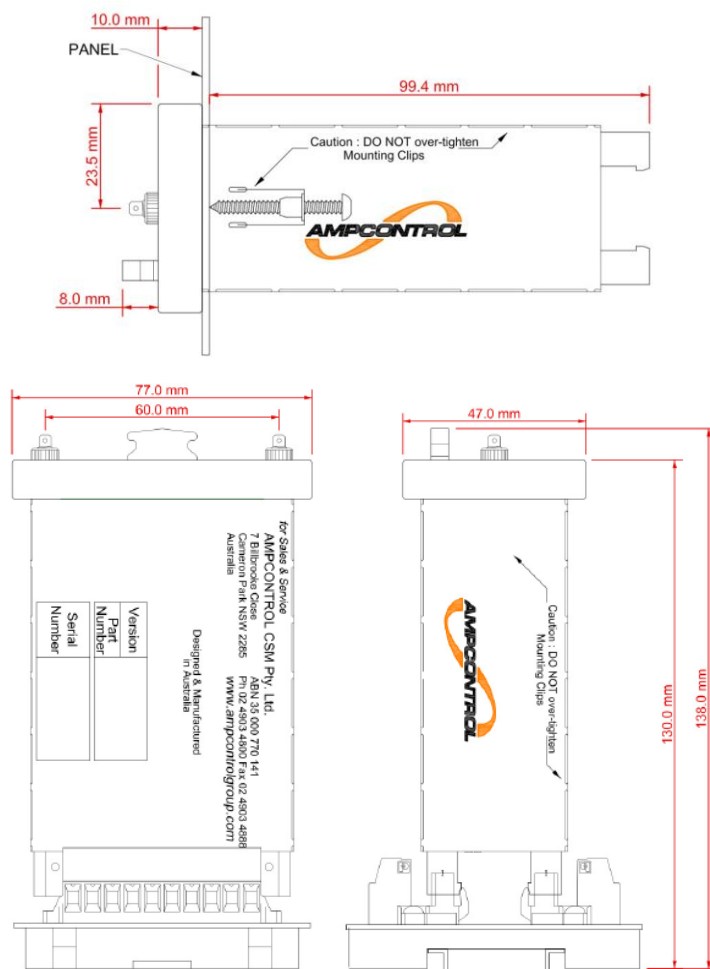 10.0 mm
PANEL
99.4 mm
Caution : DO NOT over-tighten
Mounting Clips
23.5 mm
AMPCONTROL
8.0 mm
77.0 mm
60.0 mm
for Sales & Service
AMPCONTROL CSM Pty. Ltd.
7 Billbrooke Close ABN 35 000 770 141
Cameron Park NSW 2285 Ph 02 4903 4800 Fax 02 4903 4888
Australia www.ampcontrolgroup.com
Designed & Manufactured
in Australia
Version
Part
Number
Serial
Number
47.0 mm
Caution : DO NOT over-tighten
Mounting Clips
AMPCONTROL
130.0 mm
138.0 mm